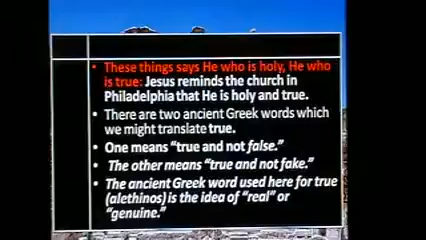 • These things says He who is holy, He who
is true: Jesus reminds the church in
Philadelphia that He is holy and true.
• There are two ancient Greek words which
we might translate true.
• One means “true and not false.”
• The other means “true and not fake.”
• The ancient Greek word used here for true
(alethinos) is the idea of “real” or
“genuine.”